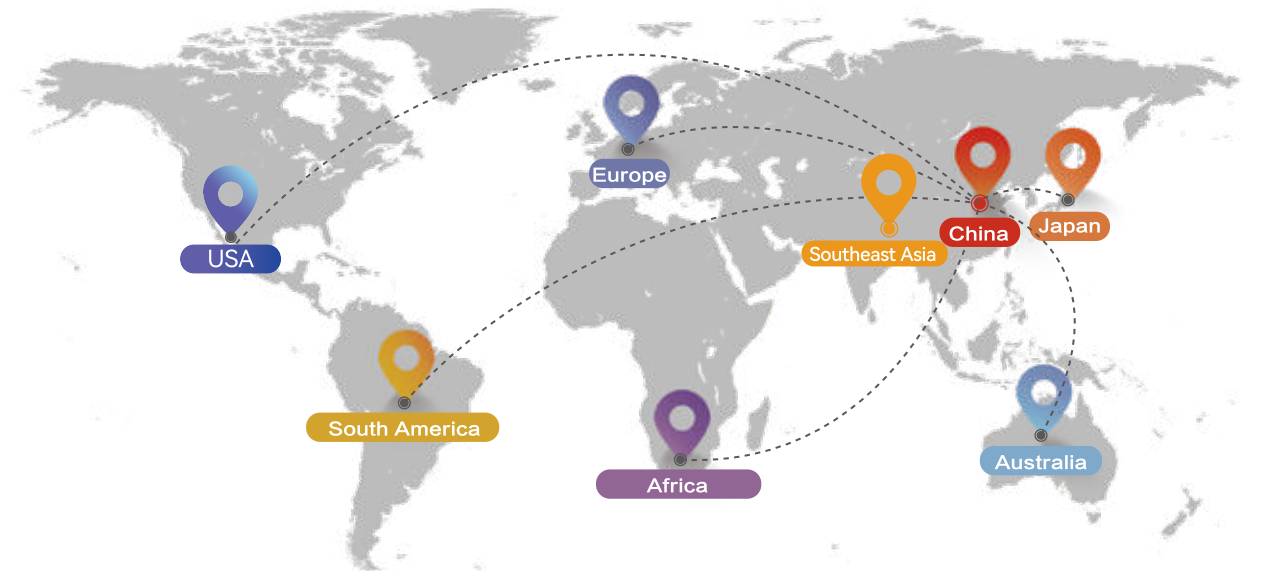 Europe
Japan
China
Southeast Asia
USA
South America
Australia
Africa